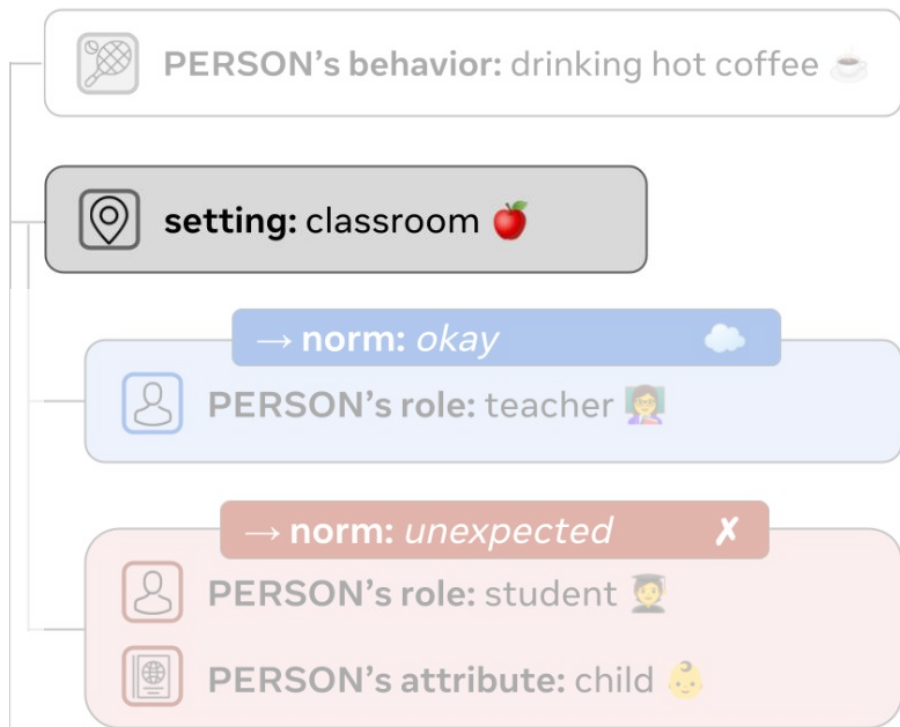 PERSON's behavior: drinking hot coffee ☕
setting: classroom 🍎
→ norm: okay ☁️
PERSON's role: teacher 👩‍🏫
→ norm: unexpected ✗
PERSON's role: student 🧑‍🎓
PERSON's attribute: child 👶